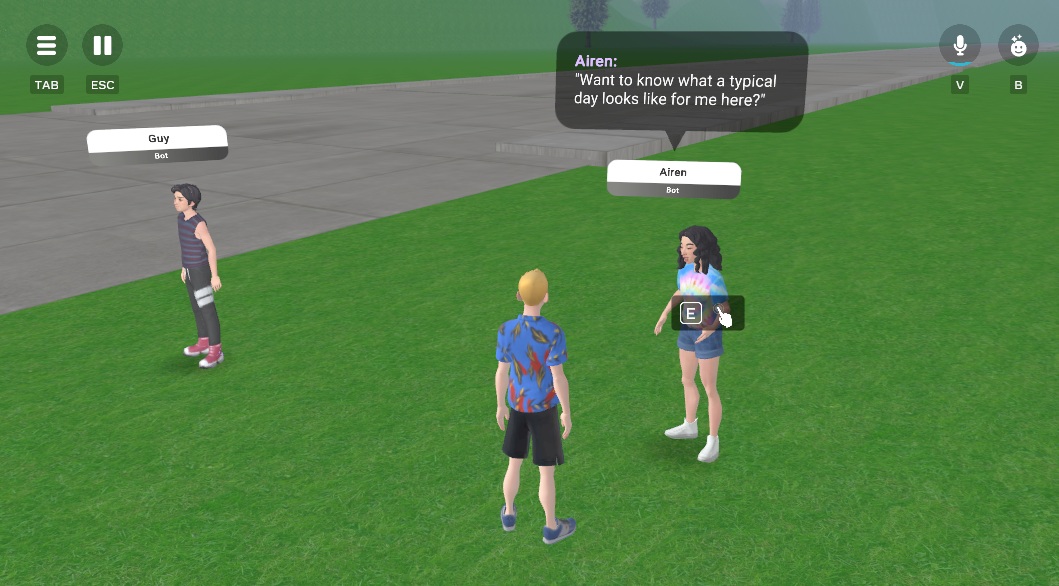 TAB
ESC
V
B
Airen:
"Want to know what a typical
day looks like for me here?"
Guy
Bot
Airen
Bot
E